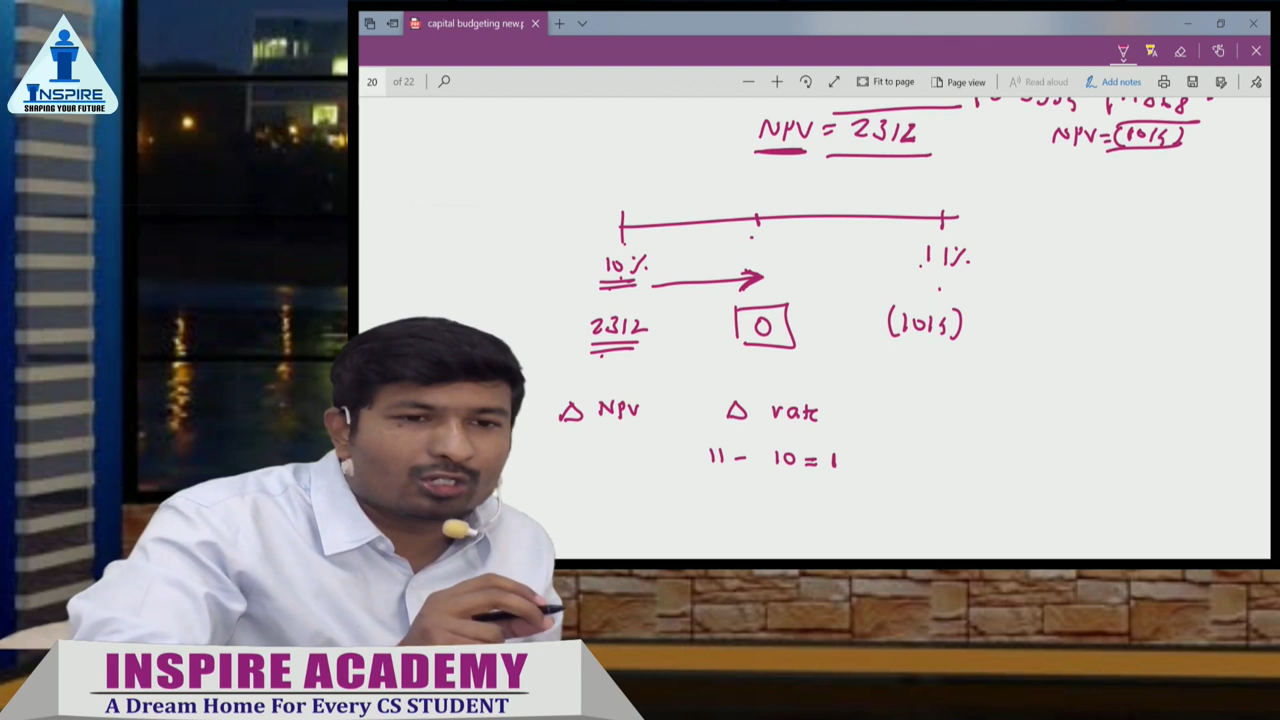 INSPIRE
SHAPING YOUR FUTURE
capital budgeting new.p
20 of 22
Fit to page
Page view
Read aloud
Add notes
NPV = 2312
NPV=
10% 11%
2312 0
Δ NPV Δ rate
11 - 10 = 1
INSPIRE ACADEMY
A Dream Home For Every CS STUDENT